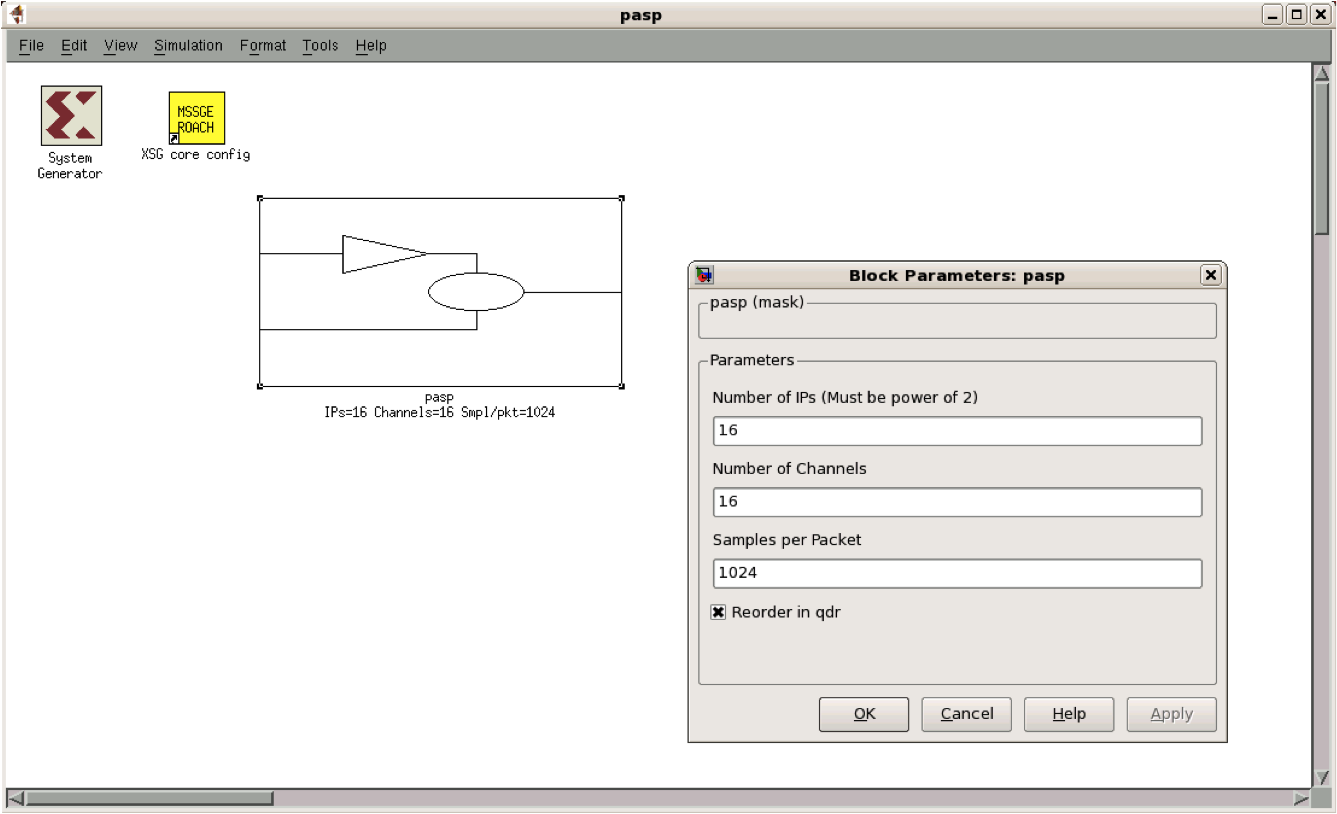 pasp
File Edit View Simulation Format Tools Help
MSSGE
ROACH
System
Generator
XSG core config
pasp
IPs=16 Channels=16 Smpl/pkt=1024
Block Parameters: pasp
pasp (mask)
Parameters
Number of IPs (Must be power of 2)
16
Number of Channels
16
Samples per Packet
1024
Reorder in qdr
OK Cancel Help Apply